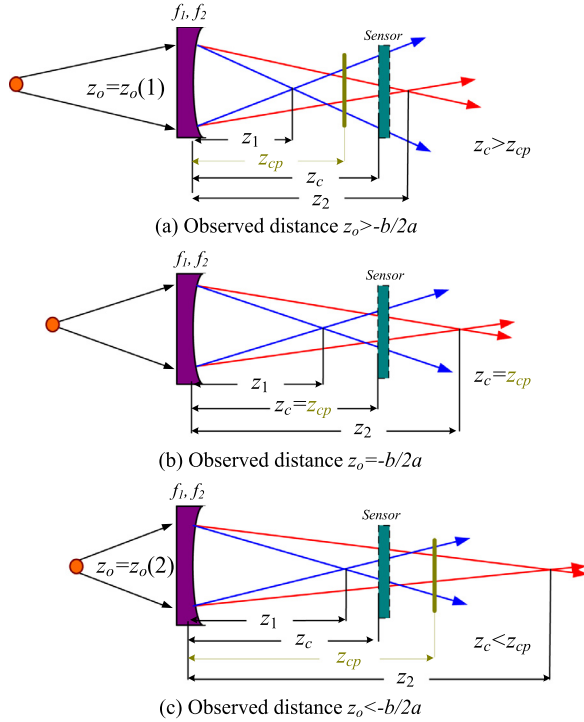 f1, f2
Sensor
zo=zo(1)
z1
zcp
zc
z2
zc>zcp
(a) Observed distance zo>-b/2a
f1, f2
Sensor
z1
zc=zcp
z2
zc=zcp
(b) Observed distance zo=-b/2a
f1, f2
Sensor
zo=zo(2)
z1
zc
zcp
z2
zc<zcp
(c) Observed distance zo<-b/2a